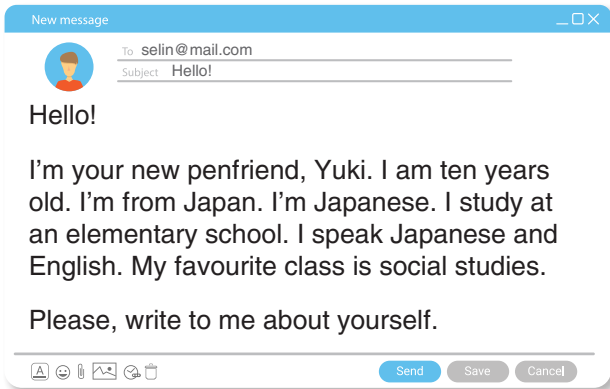 New message
To selin@mail.com
Subject Hello!
Hello!
I'm your new penfriend, Yuki. I am ten years
old. I'm from Japan. I'm Japanese. I study at
an elementary school. I speak Japanese and
English. My favourite class is social studies.
Please, write to me about yourself.
A
Send Save Cancel